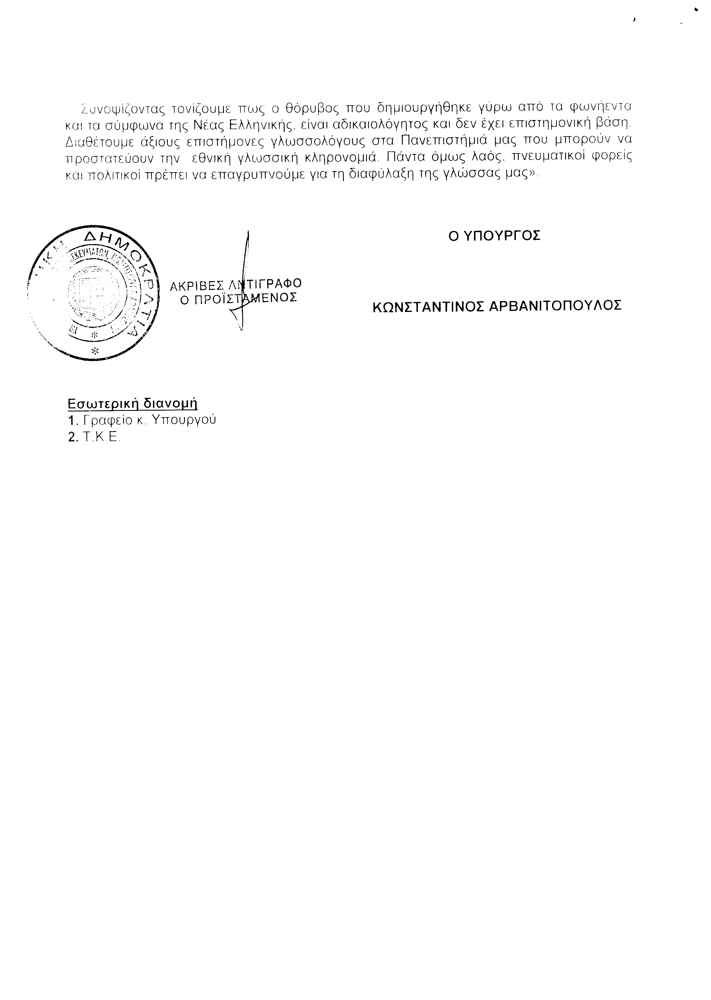 Συνοψίζοντας τονίζουμε πως ο θόρυβος που δημιουργήθηκε γύρω από τα φωνήεντα
και τα σύμφωνα της Νέας Ελληνικής, είναι αδικαιολόγητος και δεν έχει επιστημονική βάση.
Διαθέτουμε άξιους επιστήμονες γλωσσολόγους στα Πανεπιστήμιά μας που μπορούν να
προστατεύουν την εθνική γλωσσική κληρονομιά. Πάντα όμως λαός, πνευματικοί φορείς
και πολιτικοί πρέπει να επαγρυπνούμε για τη διαφύλαξη της γλώσσας μας».
Ο ΥΠΟΥΡΓΟΣ
ΔΗΜΟΚΡΑΤΙΑ
ΑΚΡΙΒΕΣ ΑΝΤΙΓΡΑΦΟ
Ο ΠΡΟΪΣΤΑΜΕΝΟΣ
ΚΩΝΣΤΑΝΤΙΝΟΣ ΑΡΒΑΝΙΤΟΠΟΥΛΟΣ
Εσωτερική διανομή
1. Γραφείο κ. Υπουργού
2. Τ.Κ.Ε.